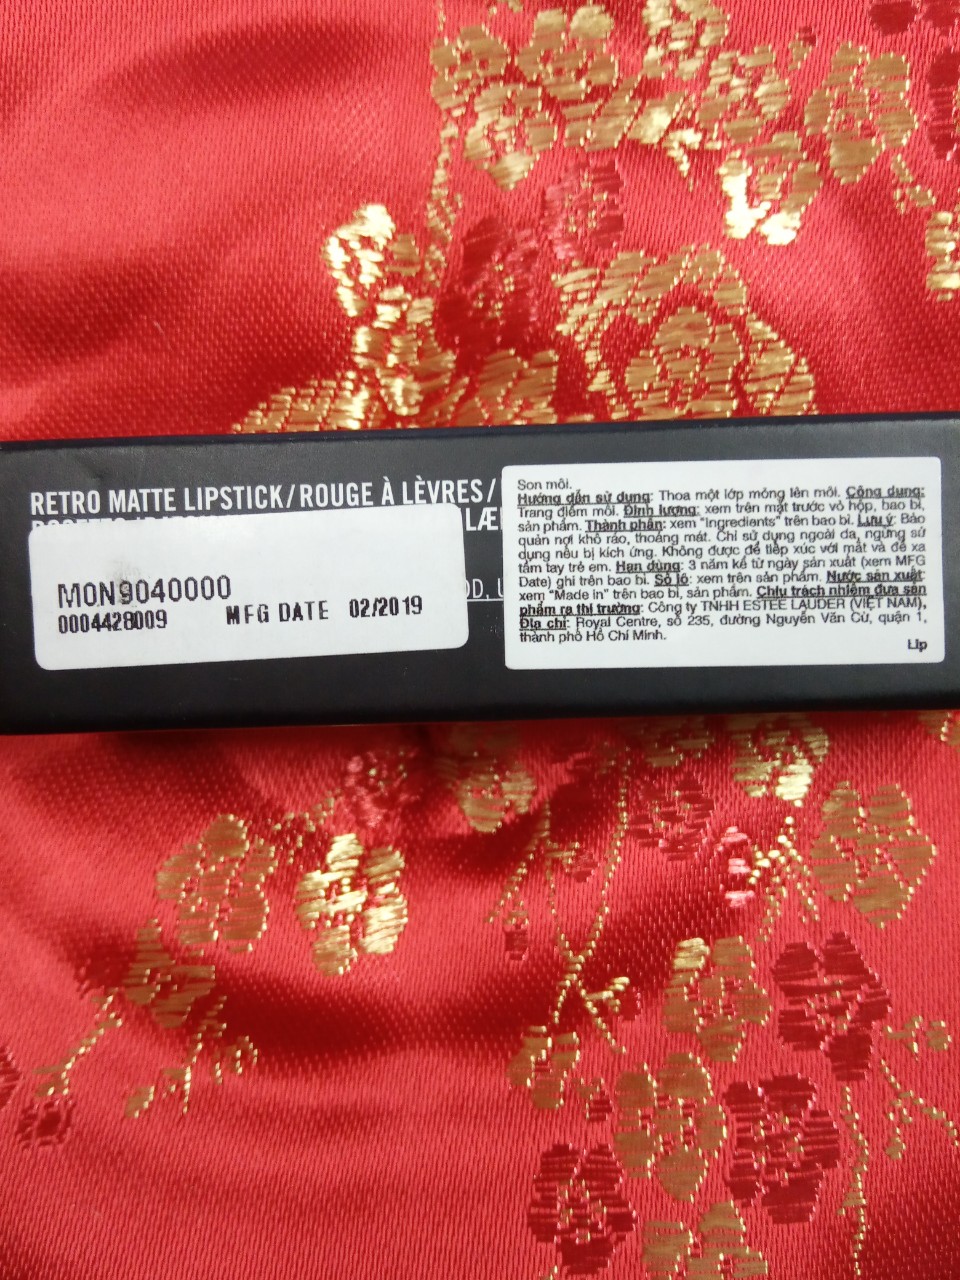 RETRO MATTE LIPSTICK/ROUGE À LÈVRES/
MON9040000
0004428009 MFG DATE 02/2019
Son môi.
Hướng dẫn sử dụng: Thoa một lớp mỏng lên môi. Công dụng:
Trang điểm môi. Định lượng: xem trên mặt trước vỏ hộp, bao bì,
sản phẩm. Thành phần: xem "Ingredients" trên bao bì. Lưu ý: Bảo
quản nơi khô ráo, thoáng mát. Chỉ sử dụng ngoài da, ngừng sử
dụng nếu bị kích ứng. Không được để tiếp xúc với mắt và để xa
tầm tay trẻ em. Hạn dùng: 3 năm kể từ ngày sản xuất (xem MFG
Date) ghi trên bao bì. Số lô: xem trên sản phẩm. Nước sản xuất:
xem "Made in" trên bao bì, sản phẩm. Chịu trách nhiệm đưa sản
phẩm ra thị trường: Công ty TNHH ESTEE LAUDER (VIỆT NAM),
Địa chỉ: Royal Centre, số 235, đường Nguyễn Văn Cừ, quận 1,
thành phố Hồ Chí Minh.
Lip